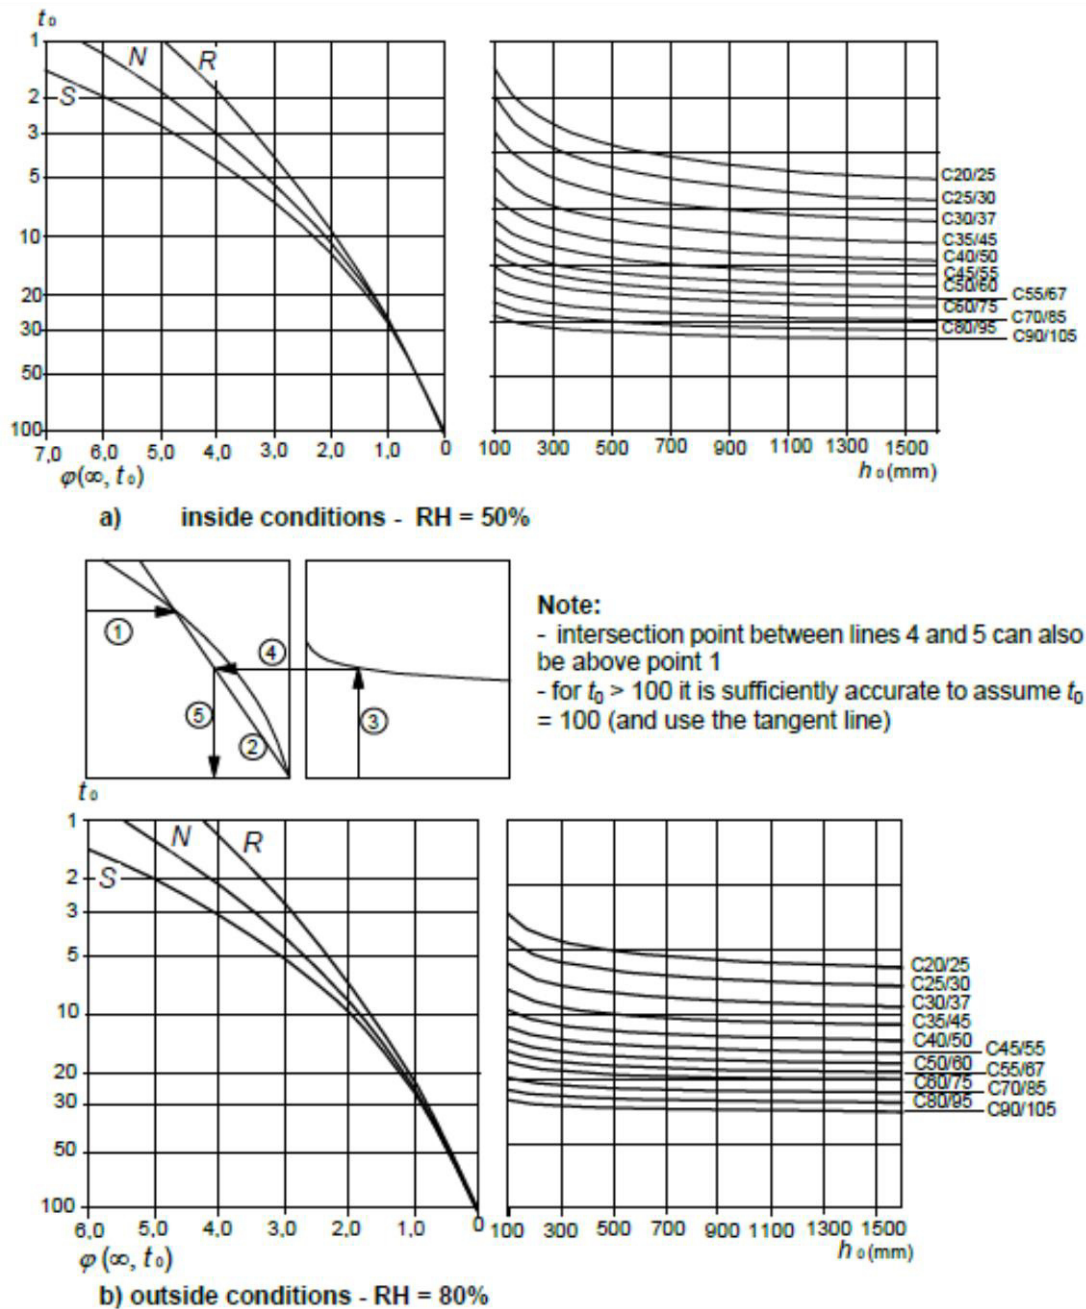 t₀
1
2
3
5
10
20
30
50
100
S
N
R
7,0 6,0 5,0 4,0 3,0 2,0 1,0 0
φ(∞, t₀)
100 300 500 700 900 1100 1300 1500
h₀(mm)
C20/25
C25/30
C30/37
C35/45
C40/50
C45/55
C50/60
C55/67
C60/75
C70/85
C80/95
C90/105
a) inside conditions - RH = 50%
1
2
3
4
5
Note:
- intersection point between lines 4 and 5 can also
be above point 1
- for t₀ > 100 it is sufficiently accurate to assume t₀
= 100 (and use the tangent line)
t₀
1
2
3
5
10
20
30
50
100
S
N
R
6,0 5,0 4,0 3,0 2,0 1,0 0
φ (∞, t₀)
100 300 500 700 900 1100 1300 1500
h₀(mm)
C20/25
C25/30
C30/37
C35/45
C40/50
C45/55
C50/60
C55/67
C60/75
C70/85
C80/95
C90/105
b) outside conditions - RH = 80%